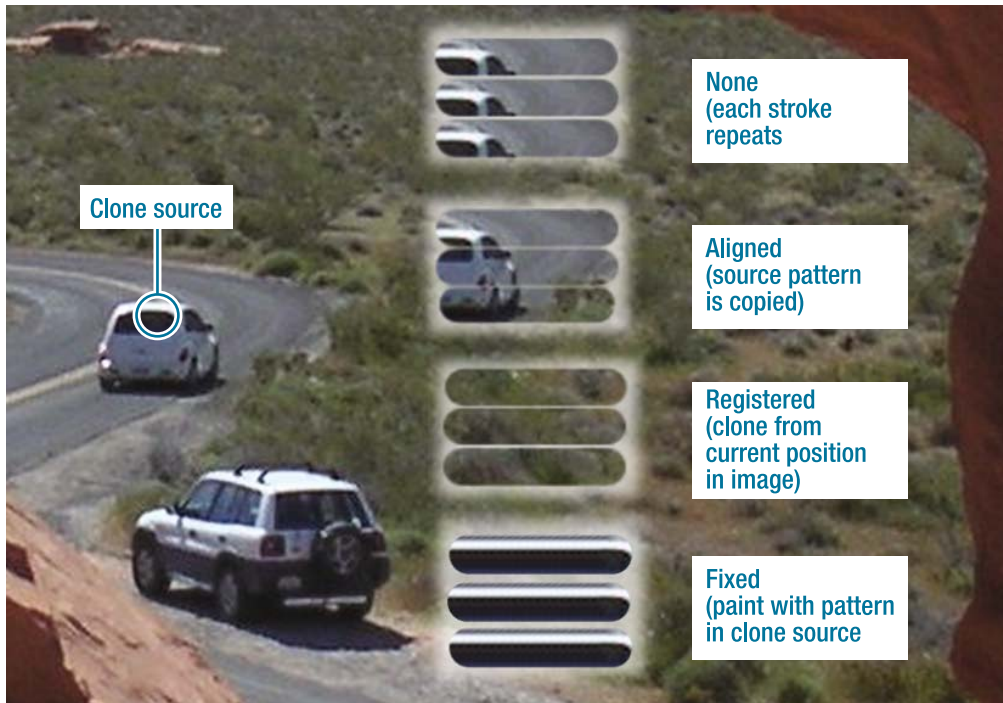 Clone source
None
(each stroke
repeats
Aligned
(source pattern
is copied)
Registered
(clone from
current position
in image)
Fixed
(paint with pattern
in clone source